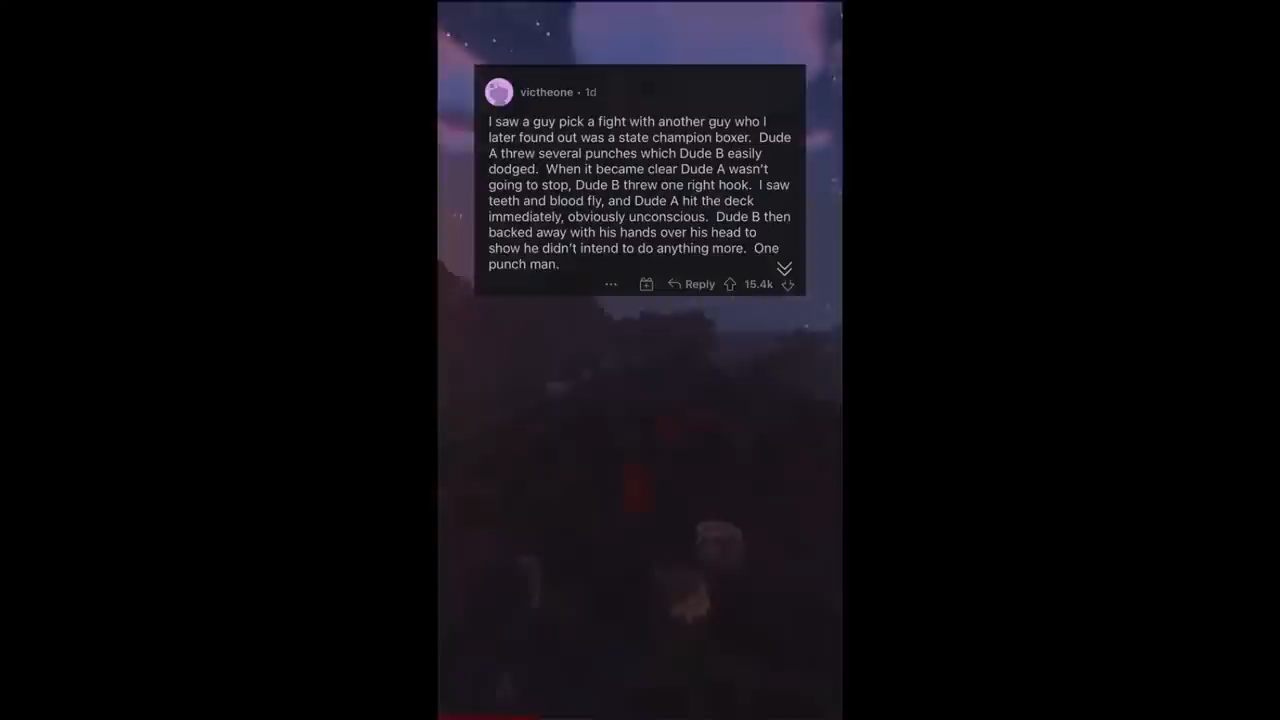 victheone · 1d
I saw a guy pick a fight with another guy who I
later found out was a state champion boxer.  Dude
A threw several punches which Dude B easily
dodged.  When it became clear Dude A wasn't
going to stop, Dude B threw one right hook.  I saw
teeth and blood fly, and Dude A hit the deck
immediately, obviously unconscious.  Dude B then
backed away with his hands over his head to
show he didn't intend to do anything more.  One
punch man.
Reply 15.4k